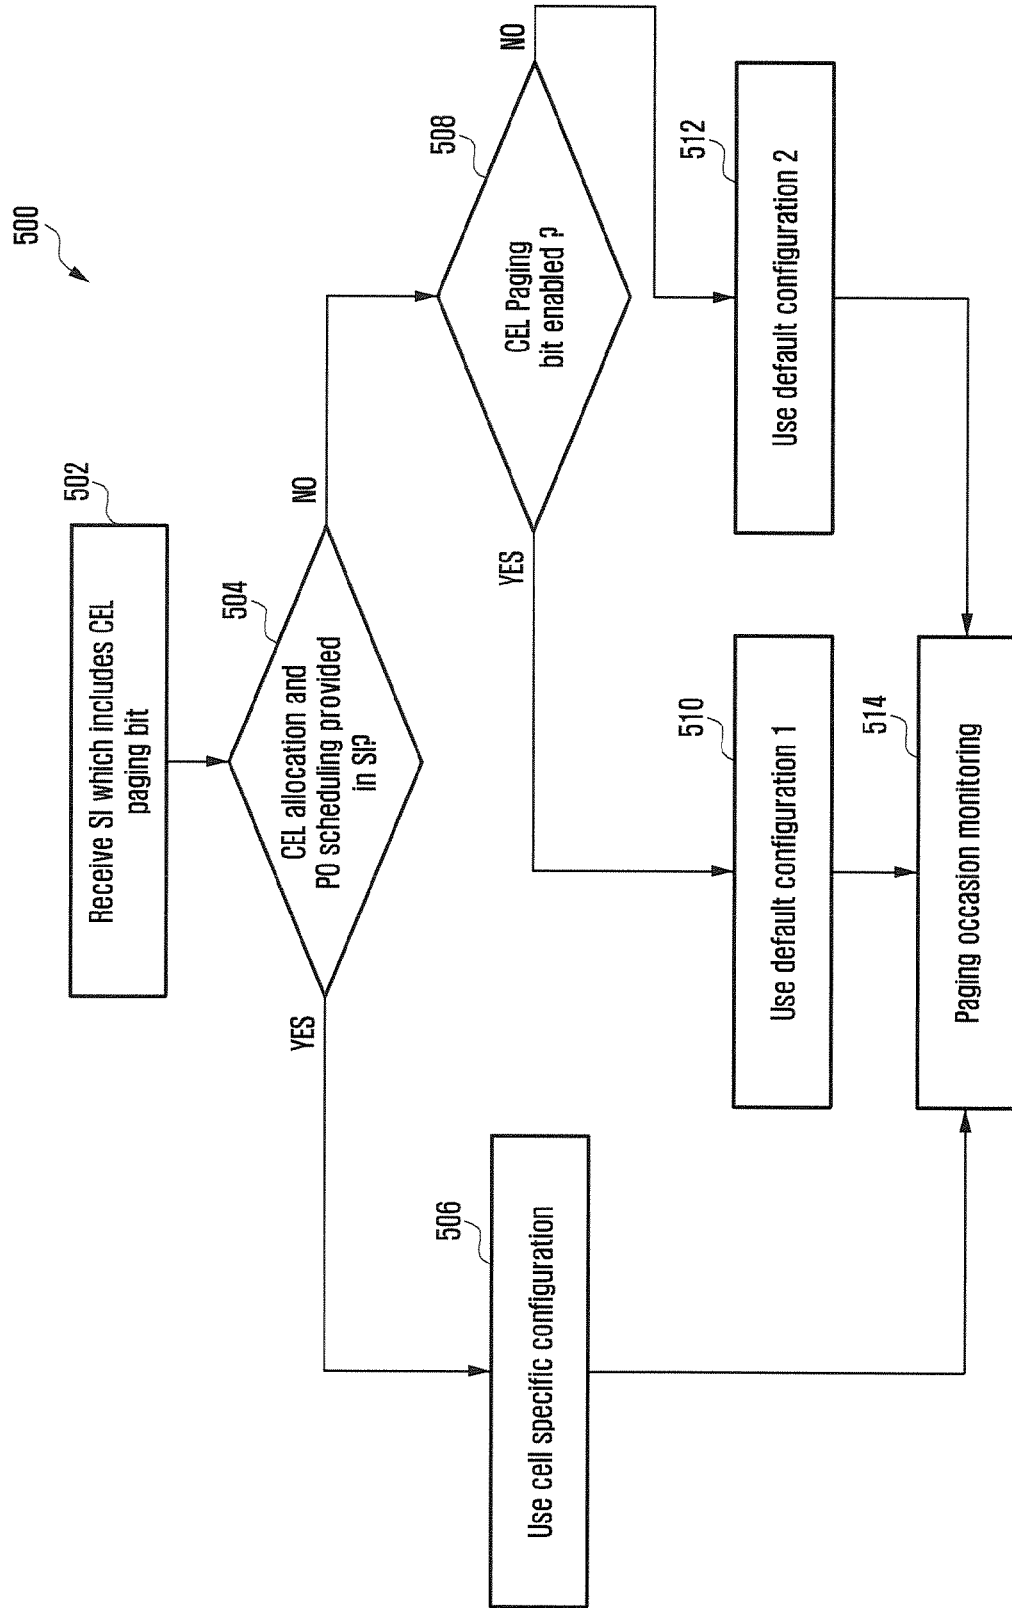 500
502
Receive SI which includes CEL
paging bit
504
CEL allocation and
PO scheduling provided
in SI?
YES
NO
506
Use cell specific configuration
508
CEL Paging
bit enabled ?
YES
NO
510
Use default configuration 1
512
Use default configuration 2
514
Paging occasion monitoring